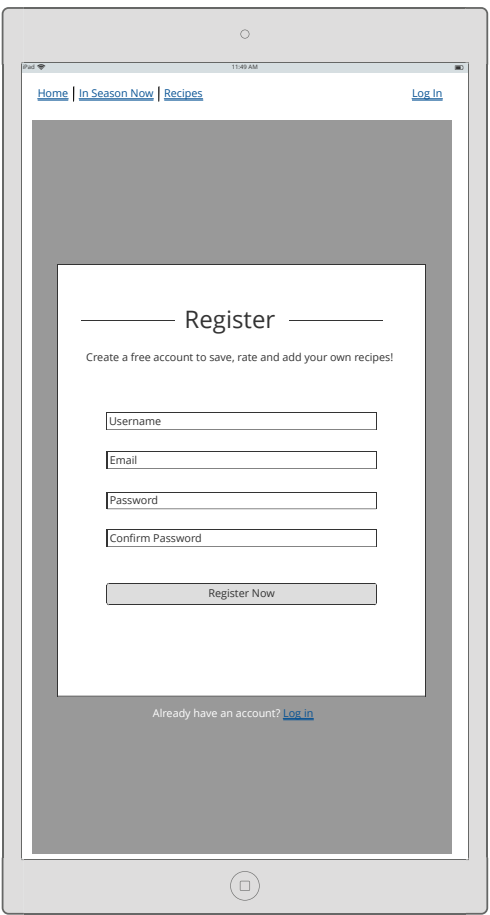 iPad 11:49 AM
Home | In Season Now | Recipes Log In
Register
Create a free account to save, rate and add your own recipes!
Username
Email
Password
Confirm Password
Register Now
Already have an account? Log in